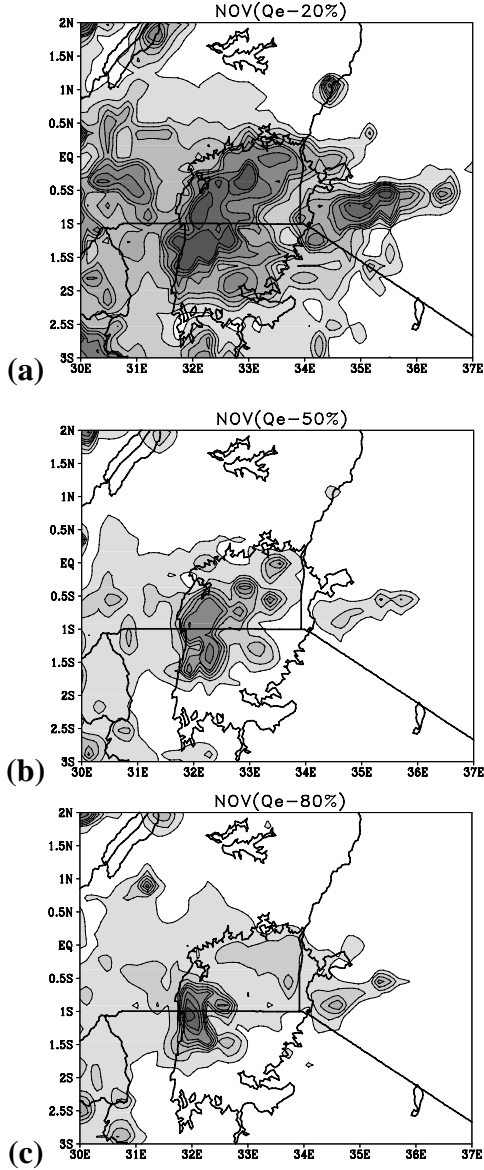 NOV(Qe-20%)
2N
1.5N
1N
0.5N
EQ
0.5S
1S
1.5S
2S
2.5S
3S
30E 31E 32E 33E 34E 35E 36E 37E
(a)
NOV(Qe-50%)
2N
1.5N
1N
0.5N
EQ
0.5S
1S
1.5S
2S
2.5S
3S
30E 31E 32E 33E 34E 35E 36E 37E
(b)
NOV(Qe-80%)
2N
1.5N
1N
0.5N
EQ
0.5S
1S
1.5S
2S
2.5S
3S
30E 31E 32E 33E 34E 35E 36E 37E
(c)